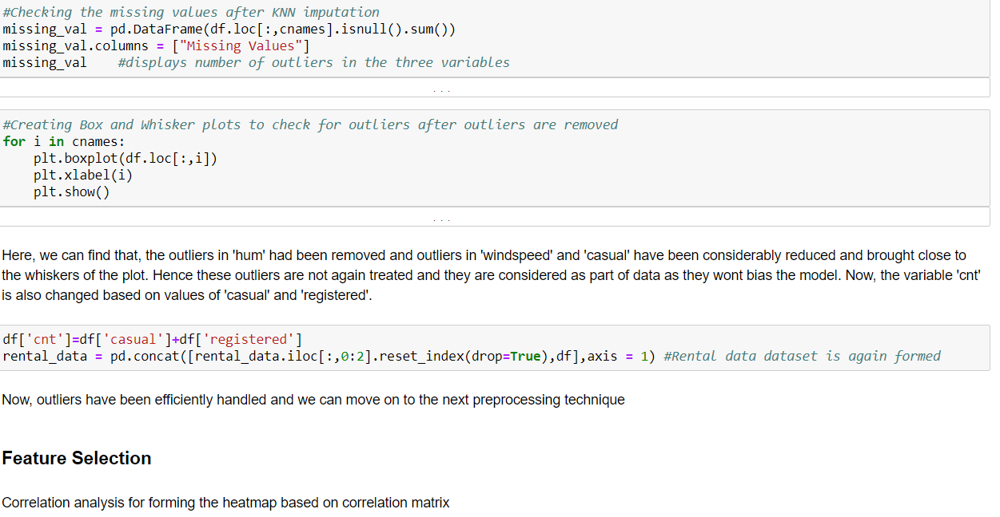 #Checking the missing values after KNN imputation
missing_val = pd.DataFrame(df.loc[:,cnames].isnull().sum())
missing_val.columns = ["Missing Values"]
missing_val    #displays number of outliers in the three variables
...
#Creating Box and Whisker plots to check for outliers after outliers are removed
for i in cnames:
    plt.boxplot(df.loc[:,i])
    plt.xlabel(i)
    plt.show()
...
Here, we can find that, the outliers in 'hum' had been removed and outliers in 'windspeed' and 'casual' have been considerably reduced and brought close to
the whiskers of the plot. Hence these outliers are not again treated and they are considered as part of data as they wont bias the model. Now, the variable 'cnt'
is also changed based on values of 'casual' and 'registered'.
df['cnt']=df['casual']+df['registered']
rental_data = pd.concat([rental_data.iloc[:,0:2].reset_index(drop=True),df],axis = 1) #Rental data dataset is again formed
Now, outliers have been efficiently handled and we can move on to the next preprocessing technique
Feature Selection
Correlation analysis for forming the heatmap based on correlation matrix